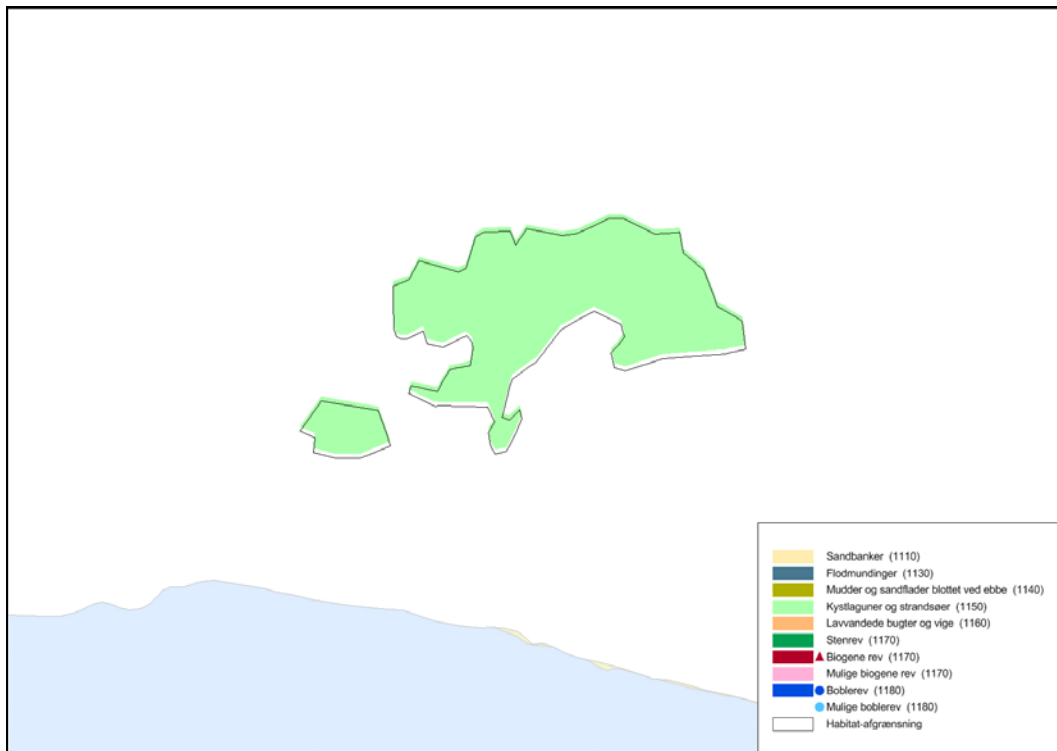 Sandbanker (1110)
Flodmundinger (1130)
Mudder og sandflader blottet ved ebbe (1140)
Kystlaguner og strandsøer (1150)
Lavvandede bugter og vige (1160)
Stenrev (1170)
Biogene rev (1170)
Mulige biogene rev (1170)
Boblerev (1180)
Mulige boblerev (1180)
Habitat-afgrænsning